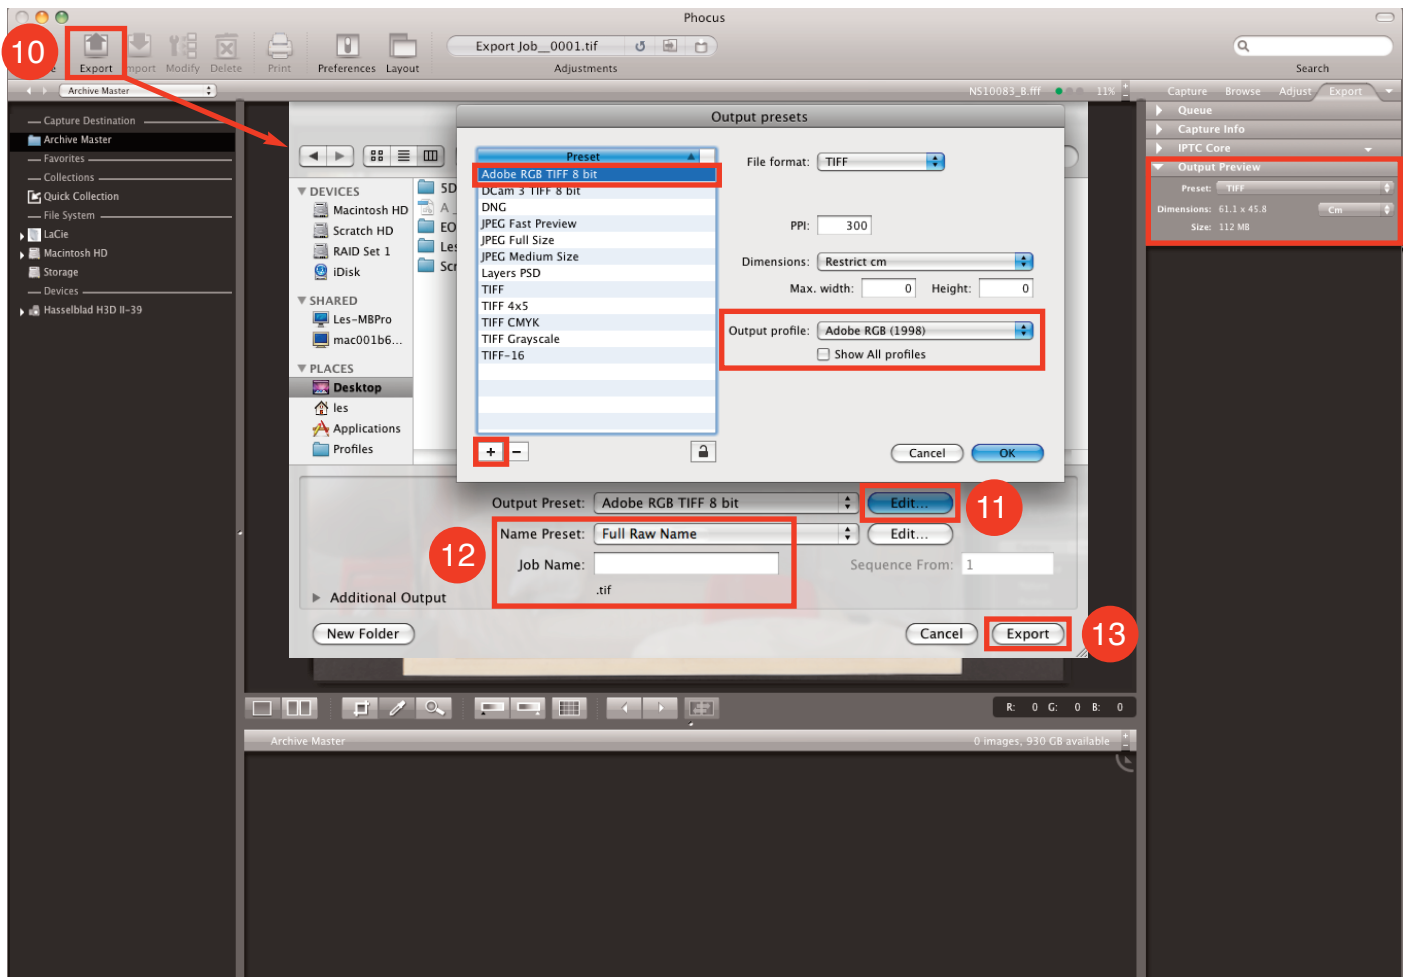 Phocus
10
Export Job__0001.tif
Export
Import
Modify
Delete
Print
Preferences
Layout
Adjustments
Search
Archive Master
NS10083_B.fff
11%
Capture
Browse
Adjust
Export
Capture Destination
Archive Master
Favorites
Collections
Quick Collection
File System
LaCie
Macintosh HD
Storage
Devices
Hasselblad H3D II-39
DEVICES
Macintosh HD
Scratch HD
RAID Set 1
iDisk
SHARED
Les-MBPro
mac001b6...
PLACES
Desktop
les
Applications
Profiles
5D
A_
EO
Les
Scr
Output presets
Preset
Adobe RGB TIFF 8 bit
DCam 3 TIFF 8 bit
DNG
JPEG Fast Preview
JPEG Full Size
JPEG Medium Size
Layers PSD
TIFF
TIFF 4x5
TIFF CMYK
TIFF Grayscale
TIFF-16
+ −
File format: TIFF
PPI: 300
Dimensions: Restrict cm
Max. width: 0 Height: 0
Output profile: Adobe RGB (1998)
Show All profiles
Cancel OK
Output Preset: Adobe RGB TIFF 8 bit Edit...
11
12
Name Preset: Full Raw Name Edit...
Job Name: Sequence From: 1
.tif
Additional Output
New Folder Cancel Export
13
Queue
Capture Info
IPTC Core
Output Preview
Preset: TIFF
Dimensions: 61.1 x 45.8 Cm
Size: 112 MB
R: 0 G: 0 B: 0
Archive Master
0 images, 930 GB available